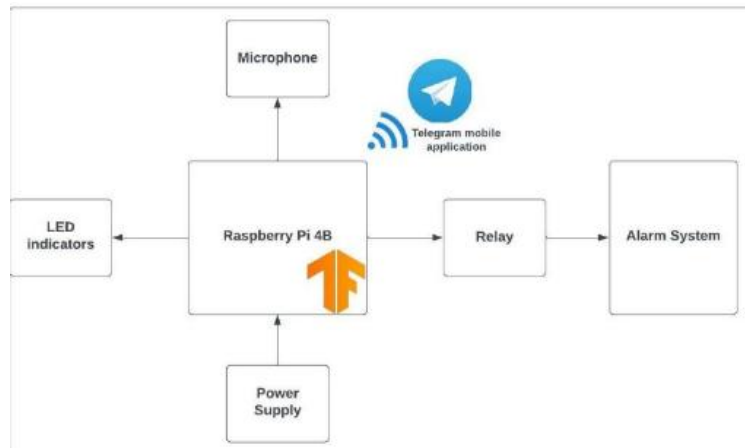 Microphone
Telegram mobile
application
LED
indicators
Raspberry Pi 4B
Relay
Alarm System
Power
Supply